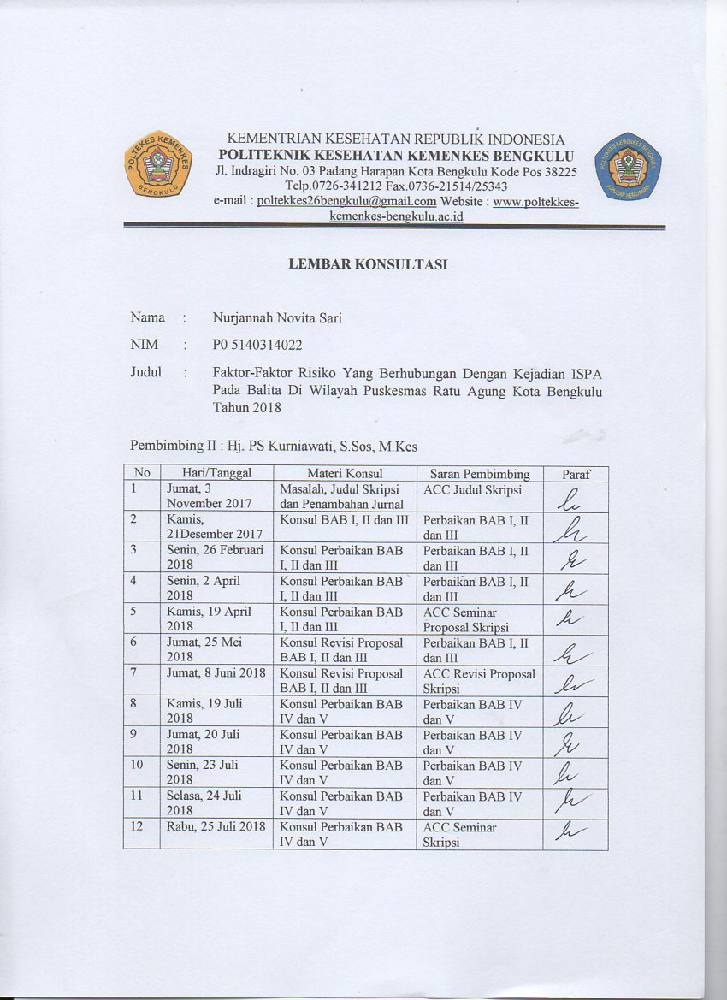 POLTEKES KEMENKES
BENGKULU
POLTEKKES KEMENKES BENGKULU
JURUSAN KEBIDANAN
KEMENTRIAN KESEHATAN REPUBLIK INDONESIA
POLITEKNIK KESEHATAN KEMENKES BENGKULU
Jl. Indragiri No. 03 Padang Harapan Kota Bengkulu Kode Pos 38225
Telp.0726-341212 Fax.0736-21514/25343
e-mail : poltekkes26bengkulu@gmail.com Website : www.poltekkes-
kemenkes-bengkulu.ac.id
LEMBAR KONSULTASI
Nama : Nurjannah Novita Sari
NIM : P0 5140314022
Judul : Faktor-Faktor Risiko Yang Berhubungan Dengan Kejadian ISPA
Pada Balita Di Wilayah Puskesmas Ratu Agung Kota Bengkulu
Tahun 2018
Pembimbing II : Hj. PS Kurniawati, S.Sos, M.Kes
No Hari/Tanggal Materi Konsul Saran Pembimbing Paraf
1 Jumat, 3 Masalah, Judul Skripsi ACC Judul Skripsi
November 2017 dan Penambahan Jurnal
2 Kamis, Konsul BAB I, II dan III Perbaikan BAB I, II
21Desember 2017 dan III
3 Senin, 26 Februari Konsul Perbaikan BAB Perbaikan BAB I, II
2018 I, II dan III dan III
4 Senin, 2 April Konsul Perbaikan BAB Perbaikan BAB I, II
2018 I, II dan III dan III
5 Kamis, 19 April Konsul Perbaikan BAB ACC Seminar
2018 I, II dan III Proposal Skripsi
6 Jumat, 25 Mei Konsul Revisi Proposal Perbaikan BAB I, II
2018 BAB I, II dan III dan III
7 Jumat, 8 Juni 2018 Konsul Revisi Proposal ACC Revisi Proposal
BAB I, II dan III Skripsi
8 Kamis, 19 Juli Konsul Perbaikan BAB Perbaikan BAB IV
2018 IV dan V dan V
9 Jumat, 20 Juli Konsul Perbaikan BAB Perbaikan BAB IV
2018 IV dan V dan V
10 Senin, 23 Juli Konsul Perbaikan BAB Perbaikan BAB IV
2018 IV dan V dan V
11 Selasa, 24 Juli Konsul Perbaikan BAB Perbaikan BAB IV
2018 IV dan V dan V
12 Rabu, 25 Juli 2018 Konsul Perbaikan BAB ACC Seminar
IV dan V Skripsi